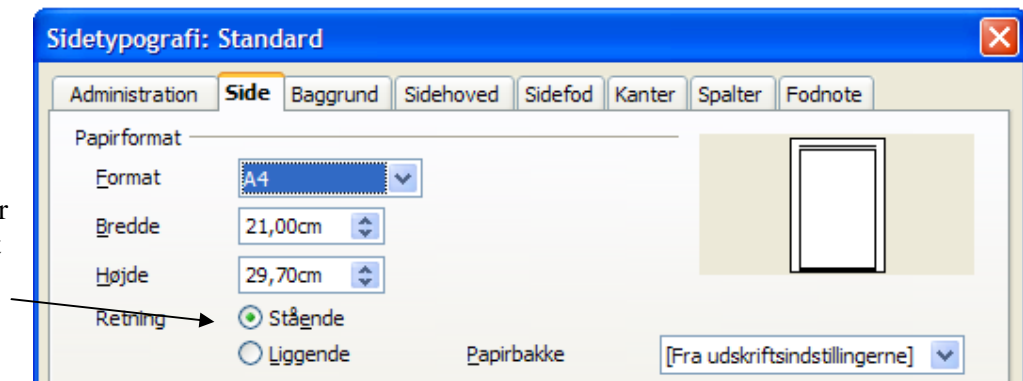 Sidetypografi: Standard
Administration Side Baggrund Sidehoved Sidefod Kanter Spalter Fodnote
Papirformat
Format A4
Bredde 21,00cm
Højde 29,70cm
Retning Stående
Liggende Papirbakke [Fra udskriftsindstillingerne]